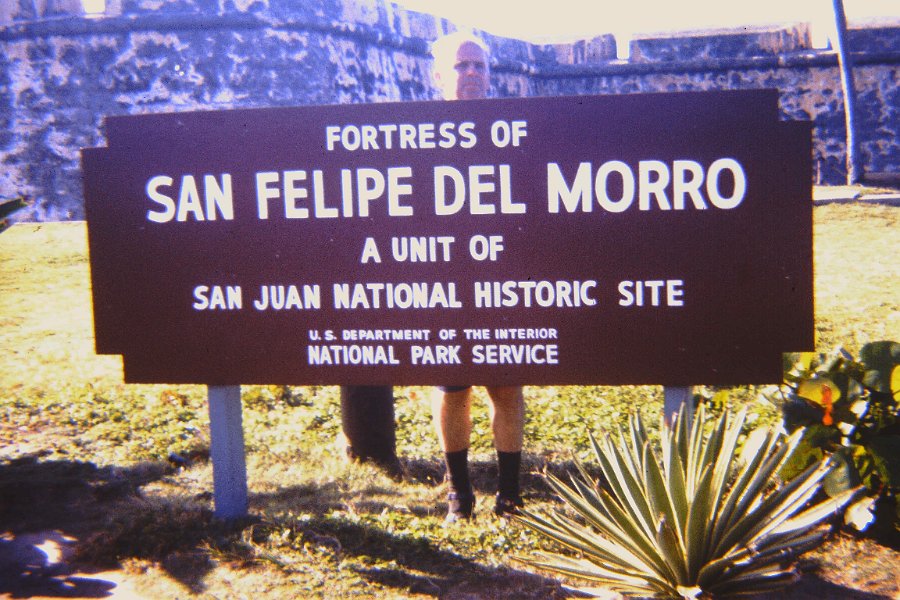 FORTRESS OF
SAN FELIPE DEL MORRO
A UNIT OF
SAN JUAN NATIONAL HISTORIC SITE
U.S. DEPARTMENT OF THE INTERIOR
NATIONAL PARK SERVICE